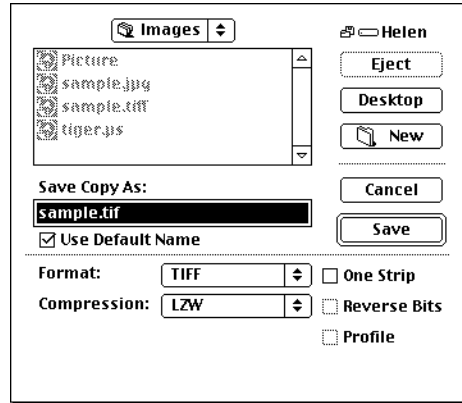 Images
Helen
Picture
sample.jpg
sample.tiff
tiger.ps
Eject
Desktop
New
Save Copy As:
sample.tif
Use Default Name
Cancel
Save
Format: TIFF
One Strip
Compression: LZW
Reverse Bits
Profile